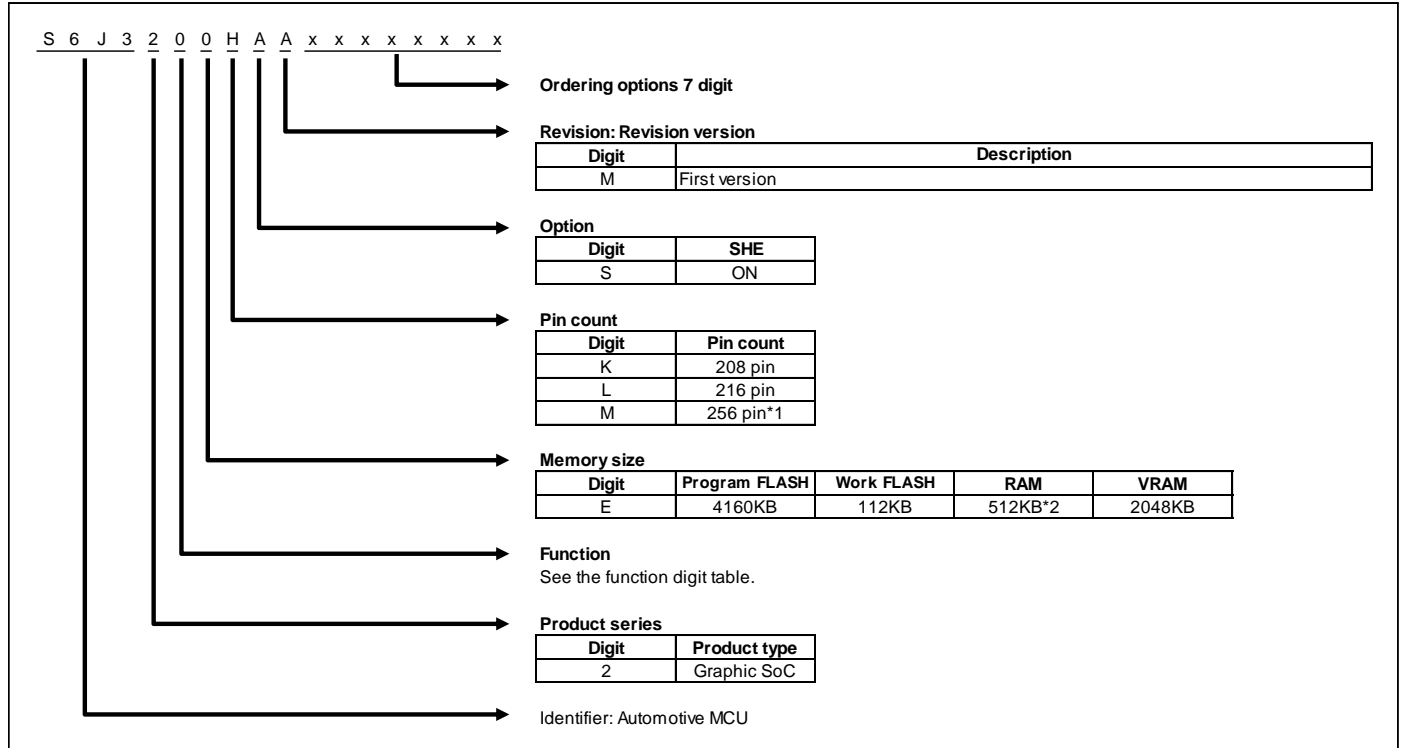 S 6 J 3 2 0 0 H A A x x x x x x x x
Ordering options 7 digit
Revision: Revision version
Digit Description
M First version
Option
Digit SHE
S ON
Pin count
Digit Pin count
K 208 pin
L 216 pin
M 256 pin*1
Memory size
Digit Program FLASH Work FLASH RAM VRAM
E 4160KB 112KB 512KB*2 2048KB
Function
See the function digit table.
Product series
Digit Product type
2 Graphic SoC
Identifier: Automotive MCU